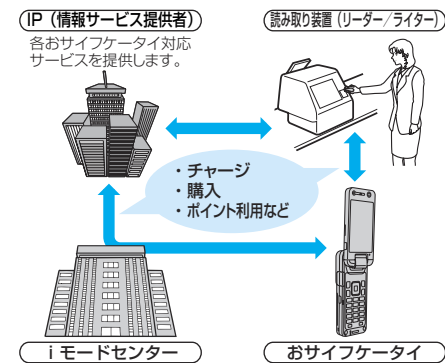 IP（情報サービス提供者）
各おサイフケータイ対応
サービスを提供します。
読み取り装置（リーダー／ライター）
・チャージ
・購入
・ポイント利用など
ｉモードセンター
おサイフケータイ